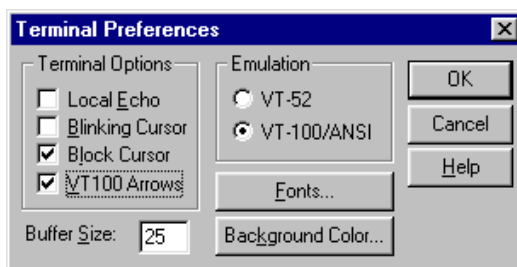 Terminal Preferences
Terminal Options
Local Echo
Blinking Cursor
Block Cursor
VT100 Arrows
Buffer Size: 25
Emulation
VT-52
VT-100/ANSI
Fonts...
Background Color...
OK
Cancel
Help